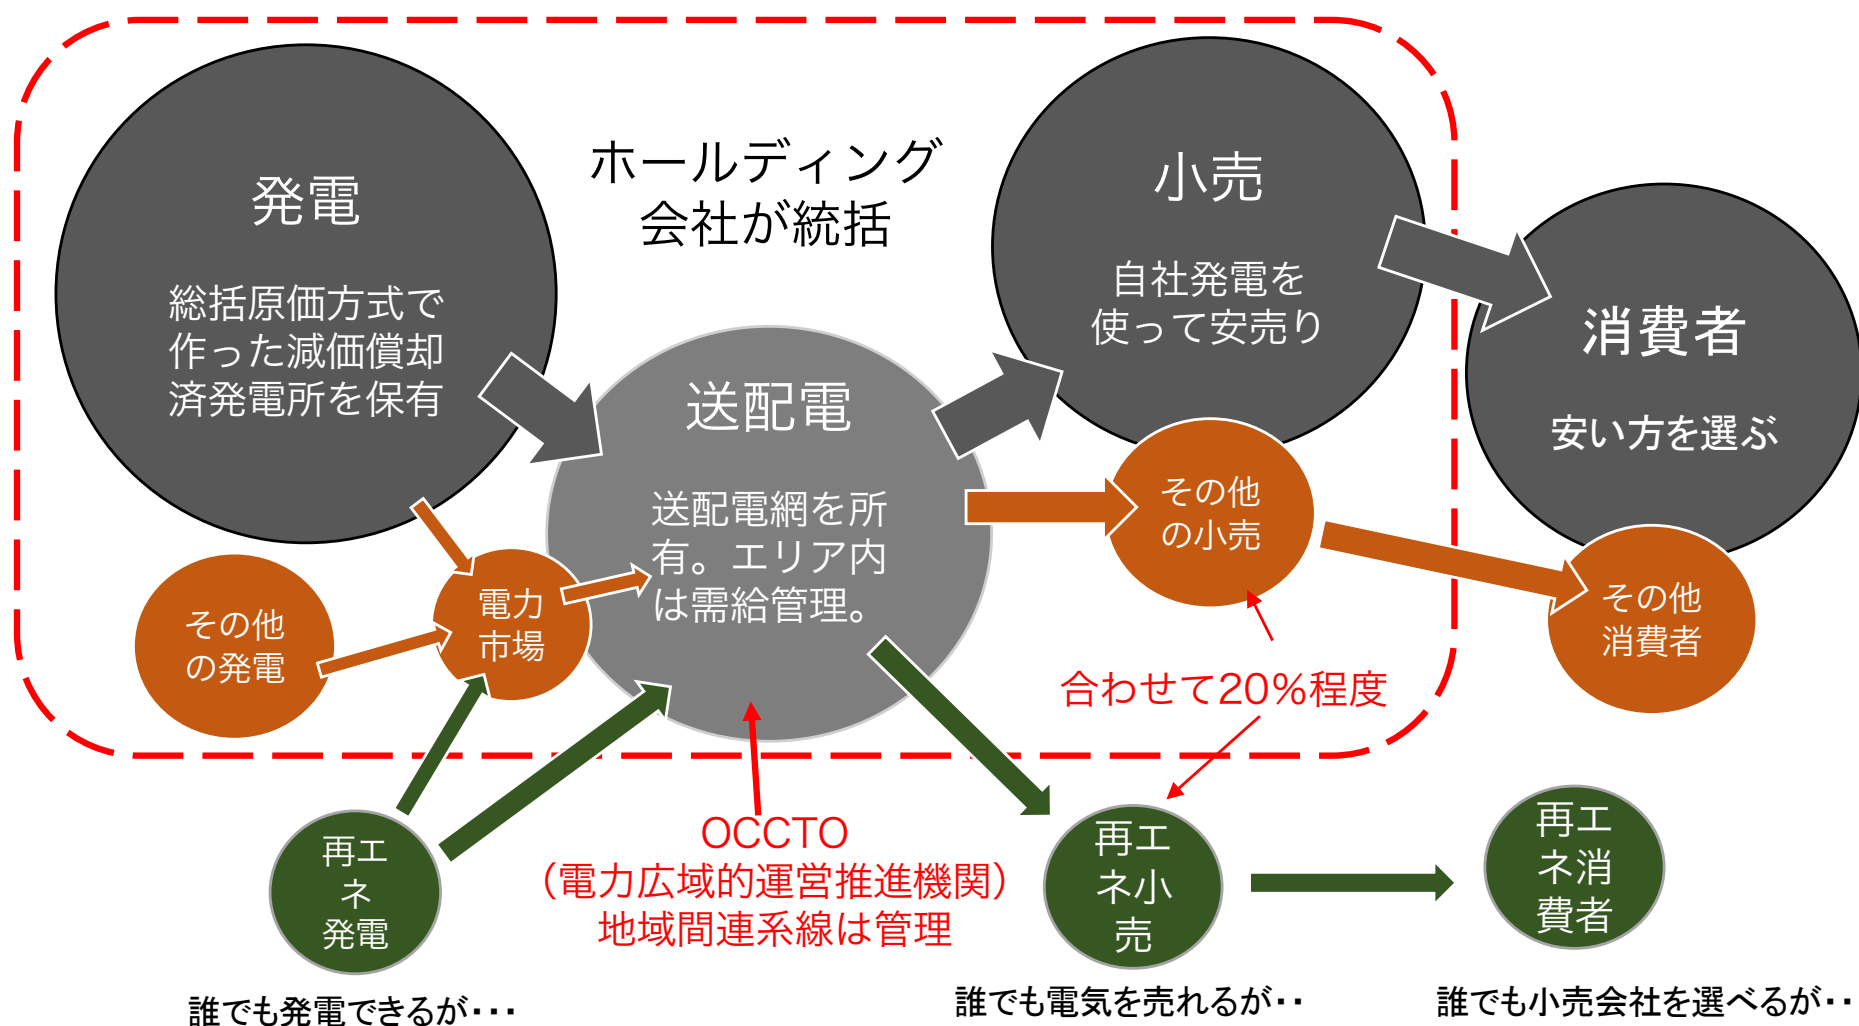 発電
総括原価方式で
作った減価償却
済発電所を保有
ホールディング
会社が統括
小売
自社発電を
使って安売り
消費者
安い方を選ぶ
送配電
送配電網を所
有。エリア内
は需給管理。
その他
の小売
その他
の発電
電力
市場
その他
消費者
合わせて20%程度
再エ
ネ
発電
OCCTO
（電力広域的運営推進機関）
地域間連系線は管理
再エ
ネ小
売
再エ
ネ消
費者
誰でも発電できるが・・・
誰でも電気を売れるが・・
誰でも小売会社を選べるが・・